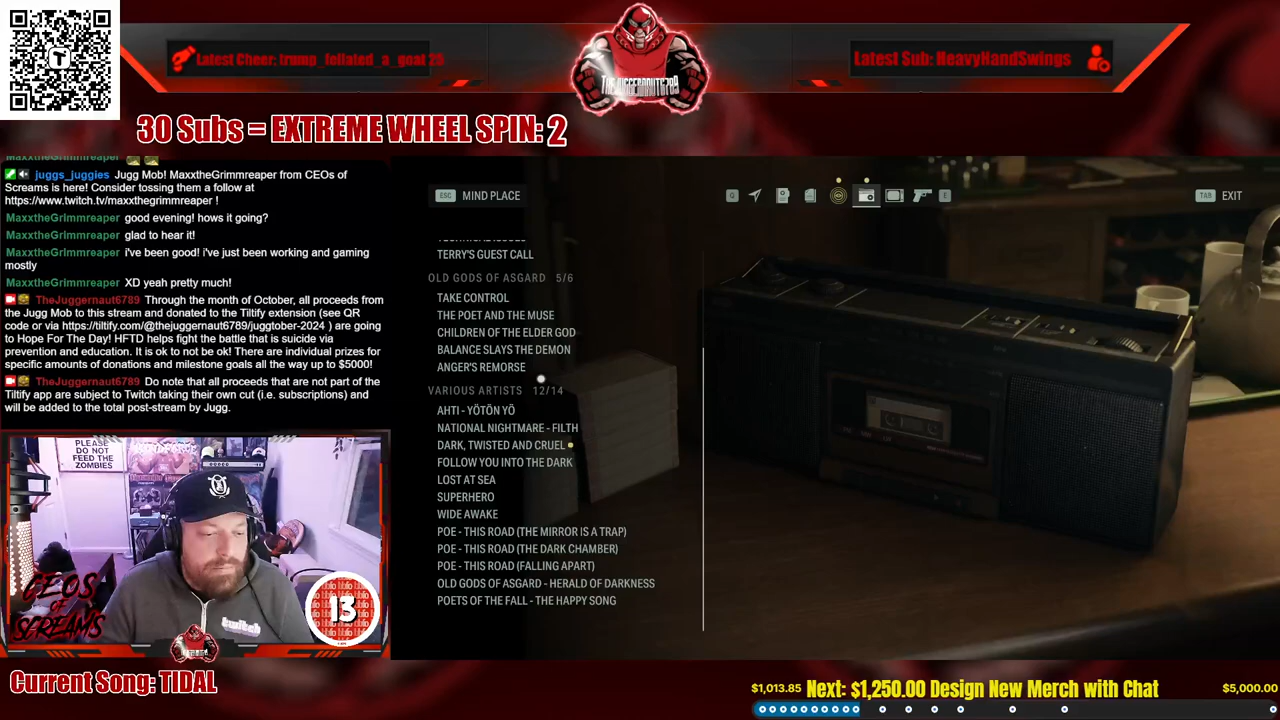 Latest Cheer: trump_follated_a_goat 25
THEJUGGERNAUT6789
Latest Sub: HeavyHandSwings
30 Subs = EXTREME WHEEL SPIN: 2
MaxxtheGrimmreaper
juggs_juggies Jugg Mob! MaxxtheGrimmreaper from CEOs of
Screams is here! Consider tossing them a follow at
https://www.twitch.tv/maxxthegrimmreaper !
MaxxtheGrimmreaper good evening! hows it going?
MaxxtheGrimmreaper glad to hear it!
MaxxtheGrimmreaper i've been good! i've just been working and gaming
mostly
MaxxtheGrimmreaper XD yeah pretty much!
TheJuggernaut6789 Through the month of October, all proceeds from
the Jugg Mob to this stream and donated to the Tiltify extension (see QR
code or via https://tiltify.com/@thejuggernaut6789/juggtober-2024 ) are going
to Hope For The Day! HFTD helps fight the battle that is suicide via
prevention and education. It is ok to not be ok! There are individual prizes for
specific amounts of donations and milestone goals all the way up to $5000!
TheJuggernaut6789 Do note that all proceeds that are not part of the
Tiltify app are subject to Twitch taking their own cut (i.e. subscriptions) and
will be added to the total post-stream by Jugg.
ESC MIND PLACE
Q
E
TAB EXIT
TERRY'S GUEST CALL
OLD GODS OF ASGARD 5/6
TAKE CONTROL
THE POET AND THE MUSE
CHILDREN OF THE ELDER GOD
BALANCE SLAYS THE DEMON
ANGER'S REMORSE
VARIOUS ARTISTS 12/14
AHTI - YÖTÖN YÖ
NATIONAL NIGHTMARE - FILTH
DARK, TWISTED AND CRUEL
FOLLOW YOU INTO THE DARK
LOST AT SEA
SUPERHERO
WIDE AWAKE
POE - THIS ROAD (THE MIRROR IS A TRAP)
POE - THIS ROAD (THE DARK CHAMBER)
POE - THIS ROAD (FALLING APART)
OLD GODS OF ASGARD - HERALD OF DARKNESS
POETS OF THE FALL - THE HAPPY SONG
PLEASE
DO NOT
FEED THE
ZOMBIES
CEOS
OF
SCREAMS
twitch
13
Current Song: TIDAL
$1,013.85 Next: $1,250.00 Design New Merch with Chat $5,000.00